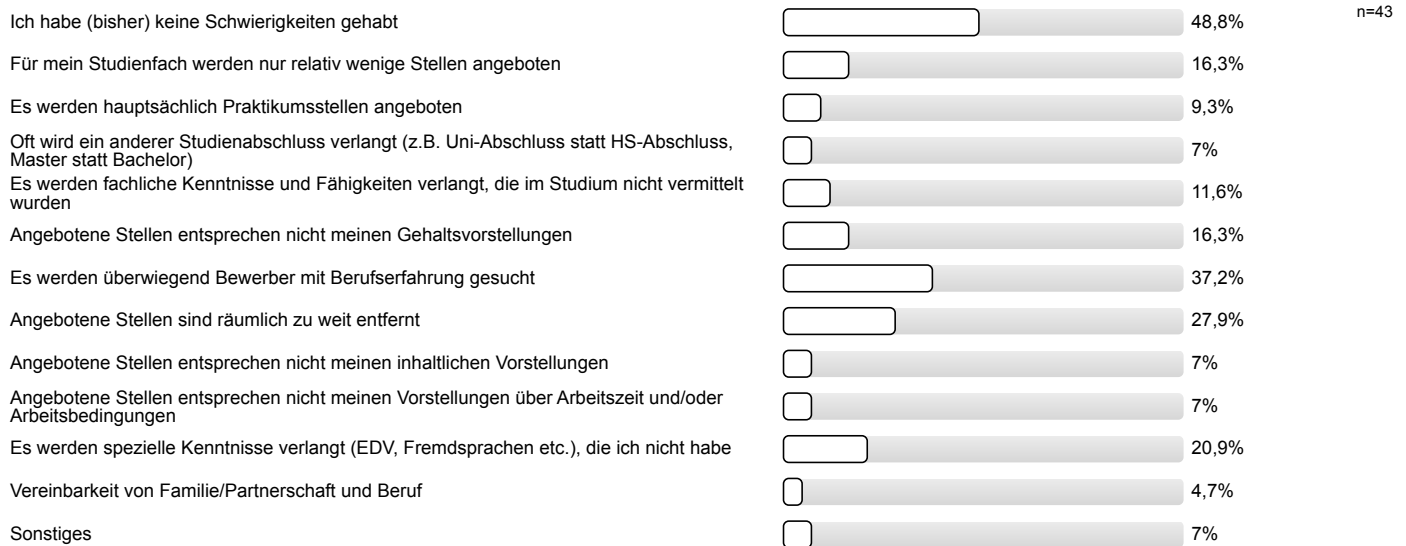 Ich habe (bisher) keine Schwierigkeiten gehabt 48,8% n=43
Für mein Studienfach werden nur relativ wenige Stellen angeboten 16,3%
Es werden hauptsächlich Praktikumsstellen angeboten 9,3%
Oft wird ein anderer Studienabschluss verlangt (z.B. Uni-Abschluss statt HS-Abschluss,
Master statt Bachelor) 7%
Es werden fachliche Kenntnisse und Fähigkeiten verlangt, die im Studium nicht vermittelt
wurden 11,6%
Angebotene Stellen entsprechen nicht meinen Gehaltsvorstellungen 16,3%
Es werden überwiegend Bewerber mit Berufserfahrung gesucht 37,2%
Angebotene Stellen sind räumlich zu weit entfernt 27,9%
Angebotene Stellen entsprechen nicht meinen inhaltlichen Vorstellungen 7%
Angebotene Stellen entsprechen nicht meinen Vorstellungen über Arbeitszeit und/oder
Arbeitsbedingungen 7%
Es werden spezielle Kenntnisse verlangt (EDV, Fremdsprachen etc.), die ich nicht habe 20,9%
Vereinbarkeit von Familie/Partnerschaft und Beruf 4,7%
Sonstiges 7%